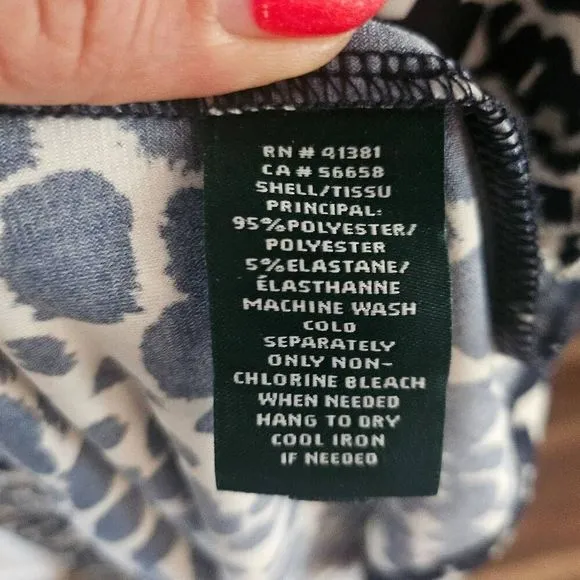 RN # 41381
CA # 56658
SHELL/TISSU
PRINCIPAL:
95%POLYESTER/
POLYESTER
5%ELASTANE/
ÉLASTHANNE
MACHINE WASH
COLD
SEPARATELY
ONLY NON-
CHLORINE BLEACH
WHEN NEEDED
HANG TO DRY
COOL IRON
IF NEEDED